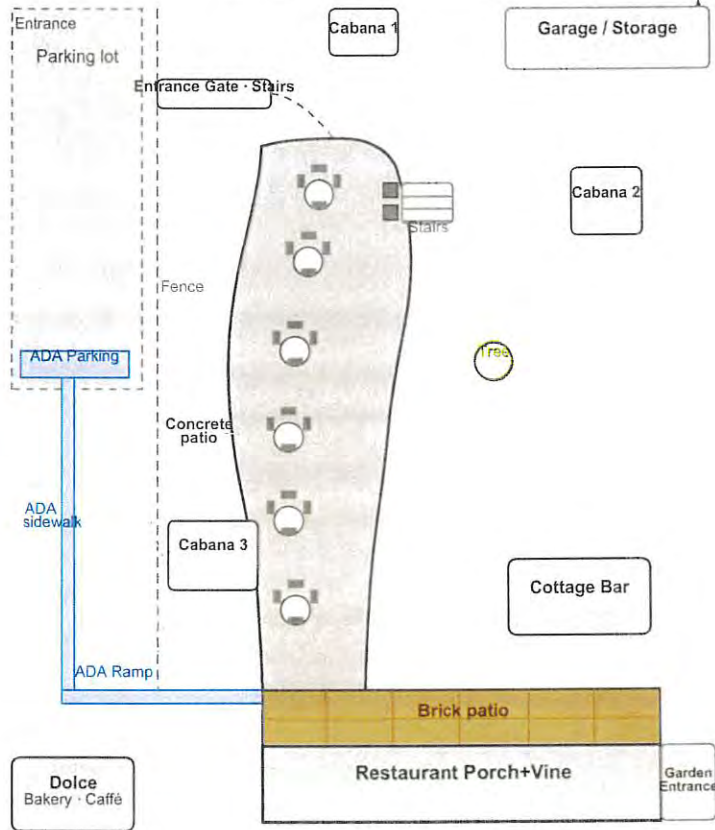 Entrance
Parking lot
Cabana 1
Garage / Storage
Entrance Gate · Stairs
Cabana 2
Stairs
Fence
ADA Parking
Tree
Concrete
patio
ADA
sidewalk
Cabana 3
Cottage Bar
ADA Ramp
Brick patio
Dolce
Bakery · Caffé
Restaurant Porch+Vine
Garden
Entrance